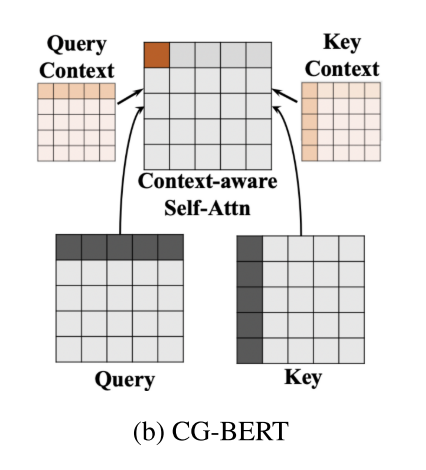 Query
Context
Key
Context
Context-aware
Self-Attn
Query
Key
(b) CG-BERT